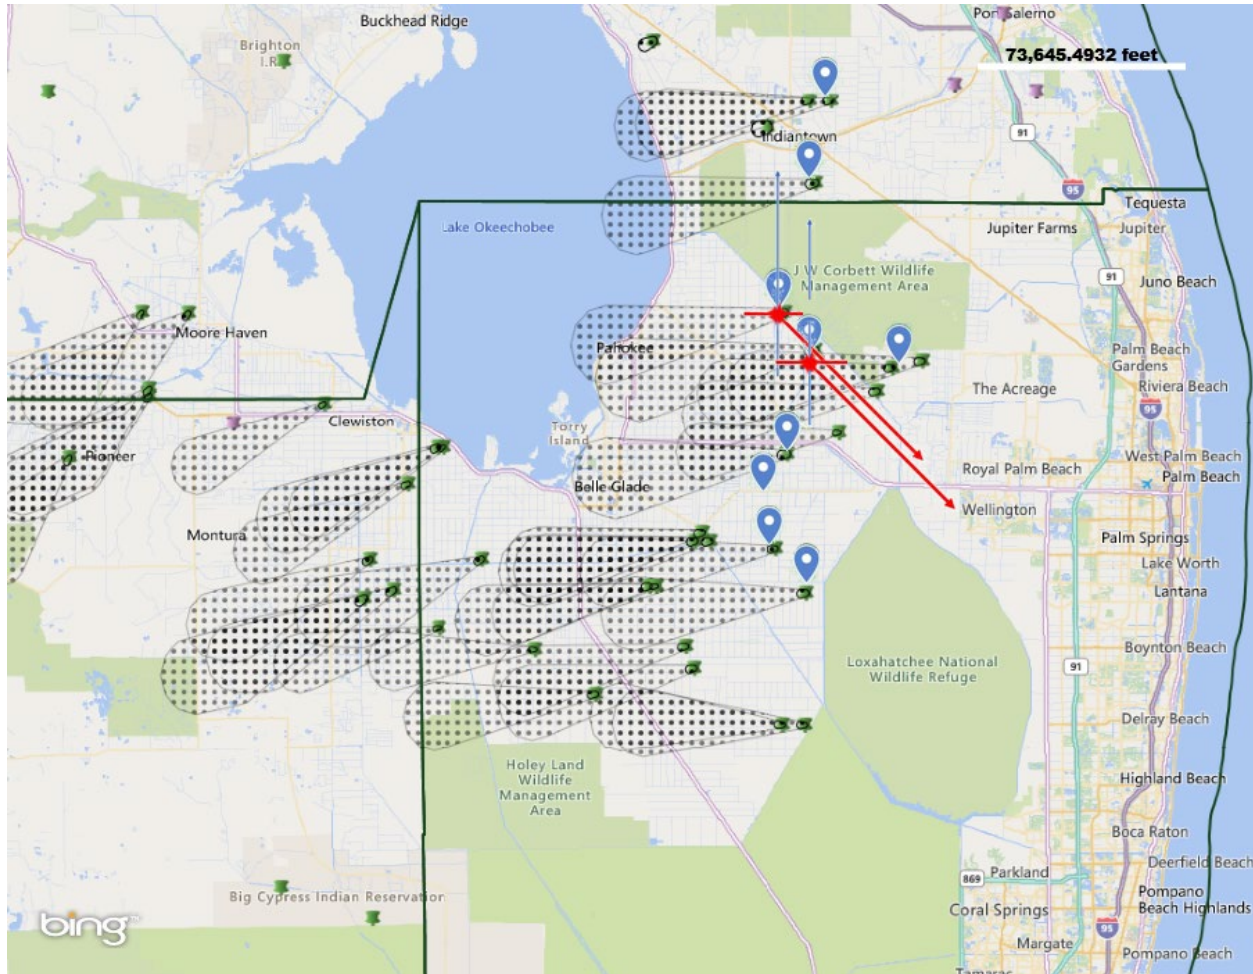 Buckhead Ridge
Port Salerno
Brighton
I.R.
73,645.4932 feet
Indiantown
91
95
Tequesta
Lake Okeechobee
Jupiter Farms
Jupiter
J W Corbett Wildlife
Management Area
91
Juno Beach
Moore Haven
Pahokee
Palm Beach
Gardens
Riviera Beach
The Acreage
95
Clewiston
Torry
Island
Pioneer
West Palm Beach
Royal Palm Beach
Palm Beach
Belle Glade
Wellington
Montura
Palm Springs
Lake Worth
Lantana
Boynton Beach
Loxahatchee National
Wildlife Refuge
91
Delray Beach
Holey Land
Wildlife
Management
Area
Highland Beach
Boca Raton
Deerfield Beach
869
Parkland
Big Cypress Indian Reservation
Pompano
Beach Highlands
Coral Springs
bing
95
Margate
Pompano Beach
Tamarac